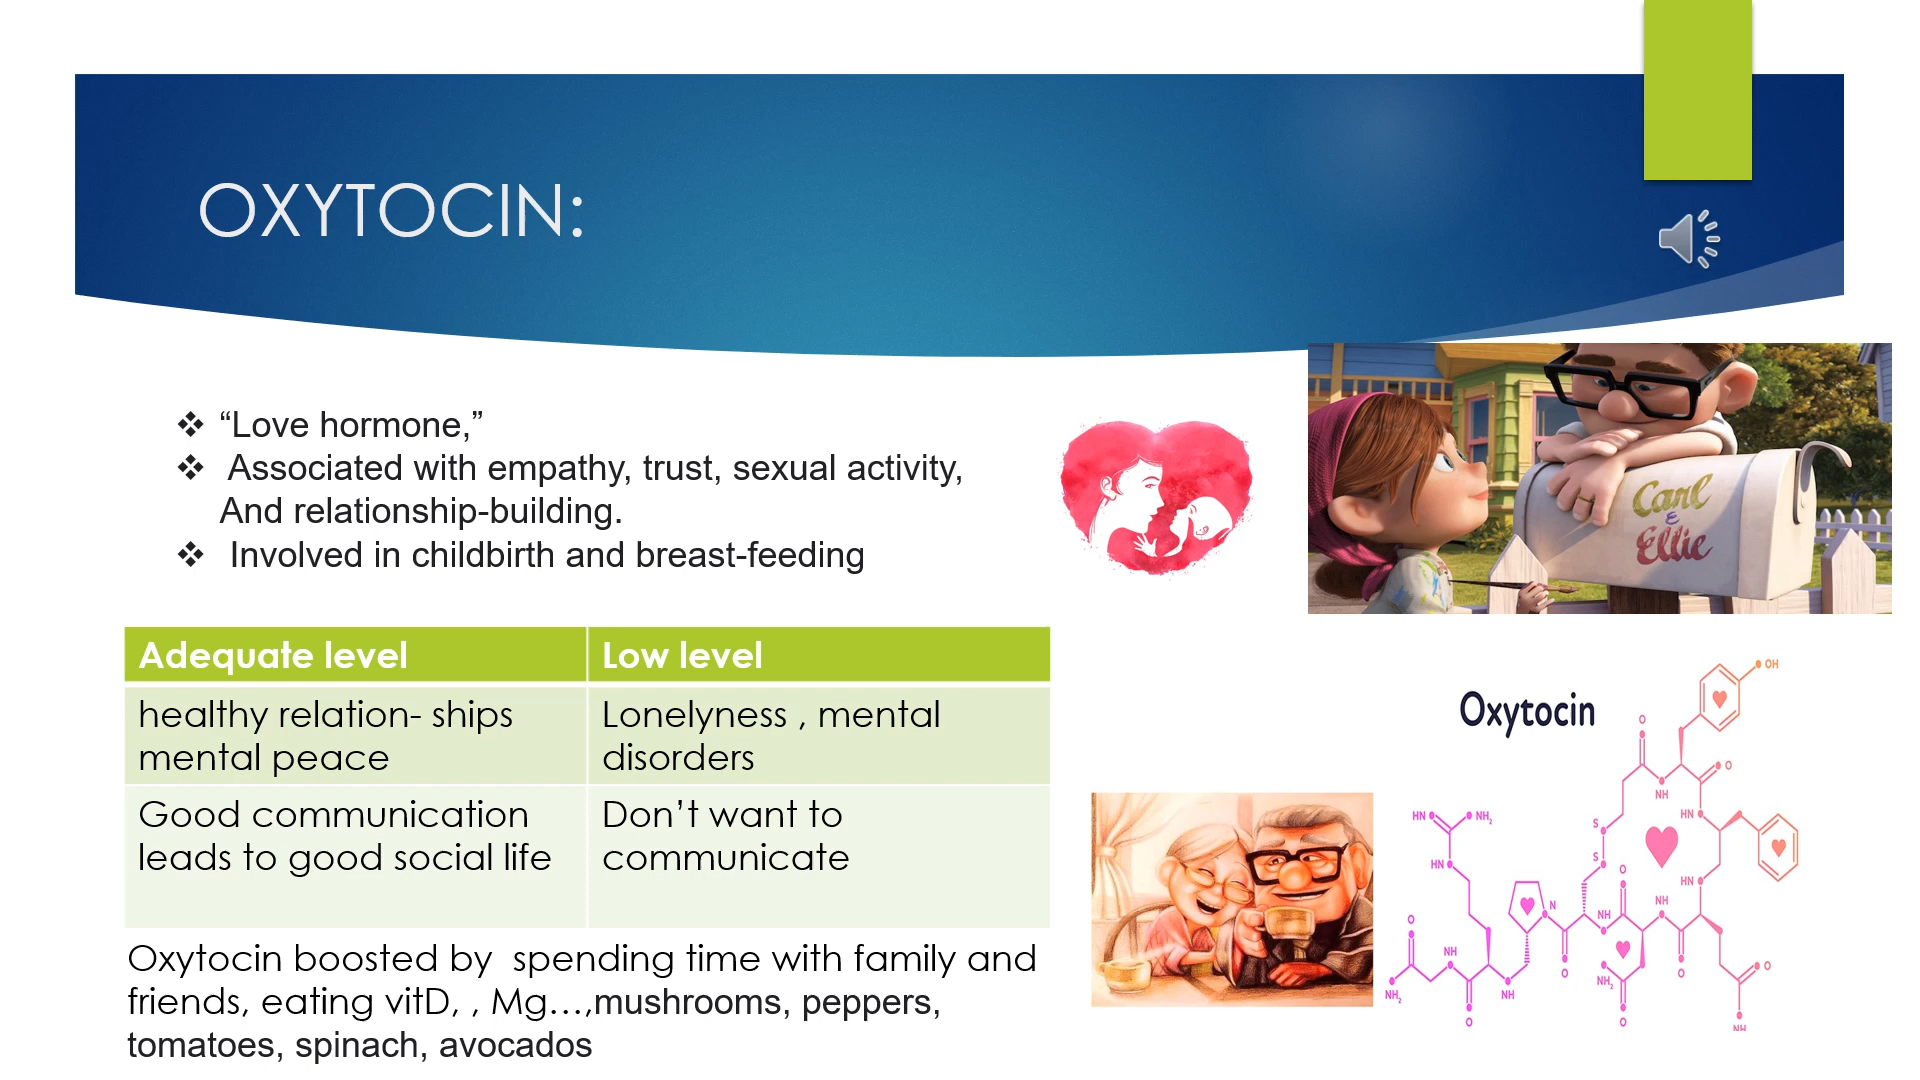 OXYTOCIN:
❖ “Love hormone,”
❖ Associated with empathy, trust, sexual activity,
And relationship-building.
❖ Involved in childbirth and breast-feeding
Carl
&
Ellie
Adequate level Low level
healthy relation- ships
mental peace
Lonelyness , mental
disorders
Good communication
leads to good social life
Don’t want to
communicate
Oxytocin boosted by spending time with family and
friends, eating vitD, , Mg...,mushrooms, peppers,
tomatoes, spinach, avocados
Oxytocin
OH
O
O
NH
HN
HN
NH₂
S
HN
S
O
HN
NH
O
N
NH
NH
O
O
O
NH₂
NH₂
NH
O
O
NH